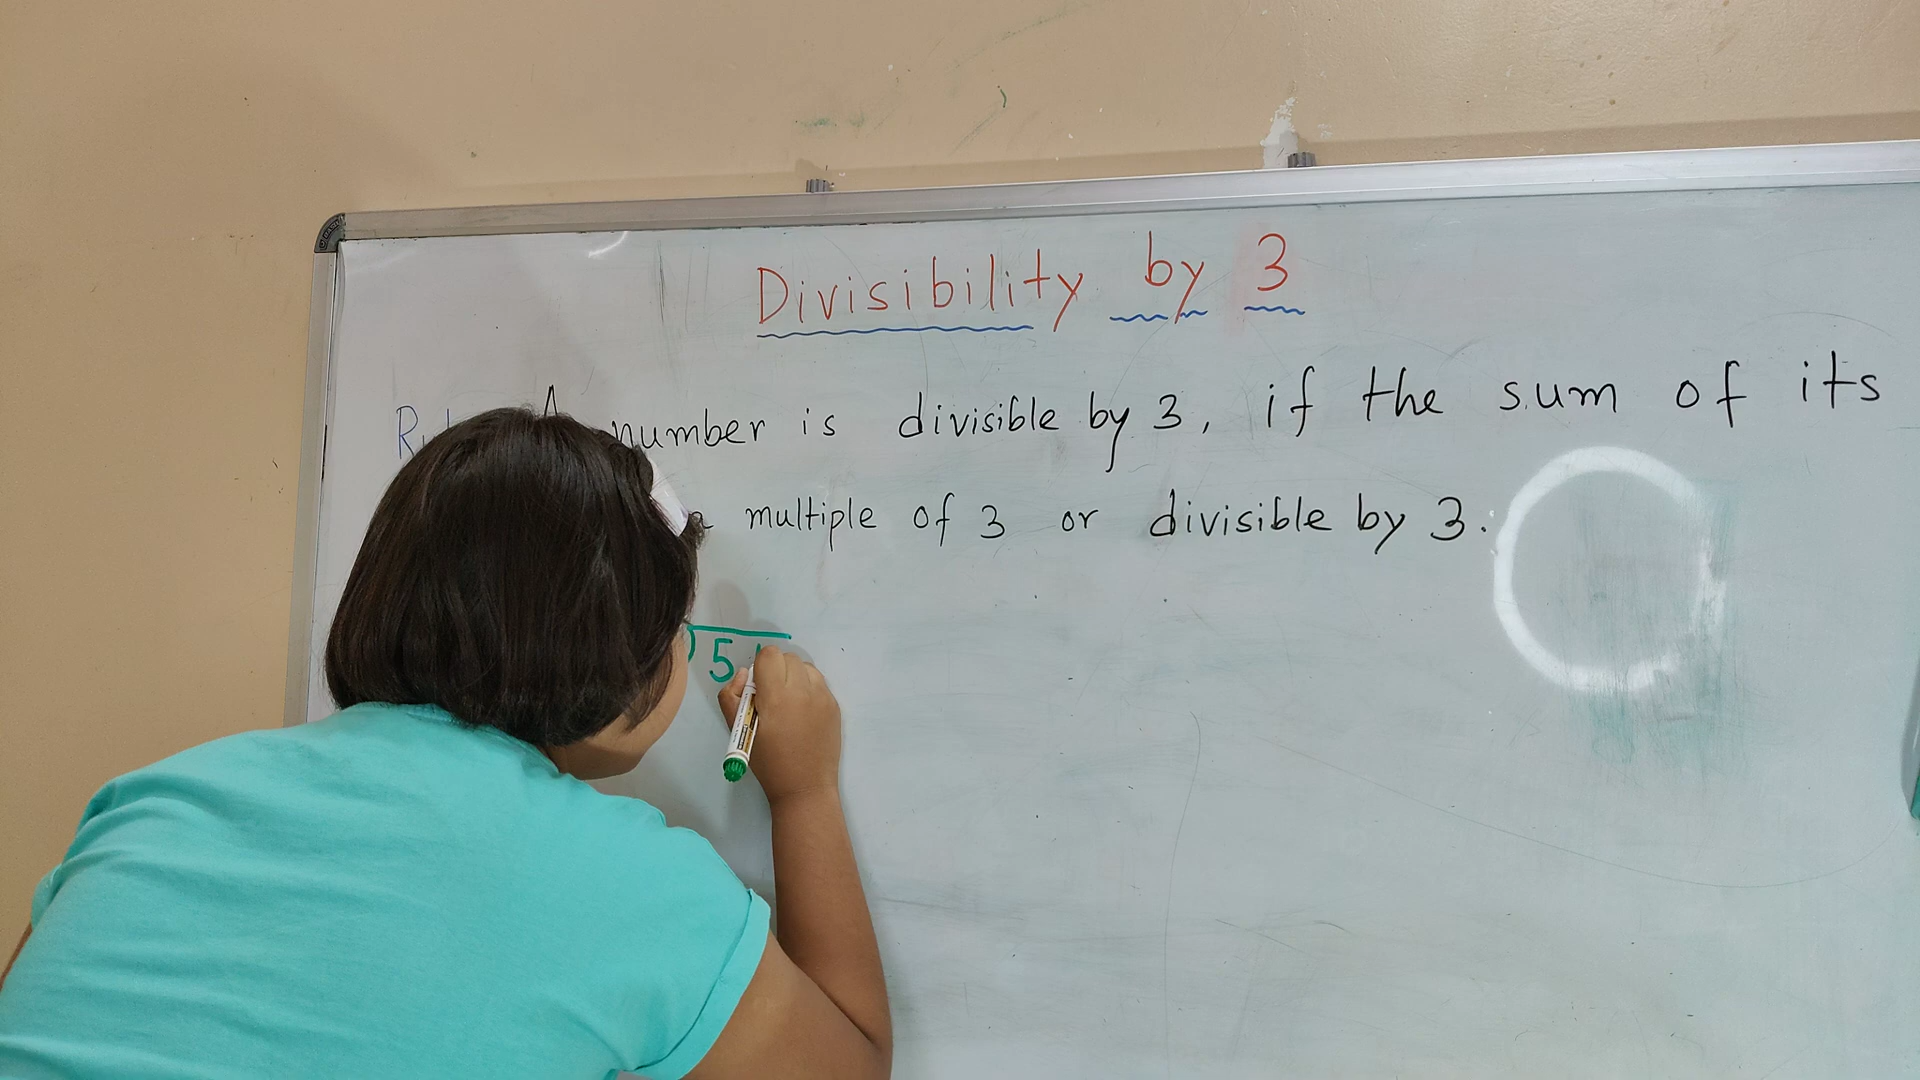 Divisibility by 3
A number is divisible by 3, if the sum of its
multiple of 3 or divisible by 3.
5